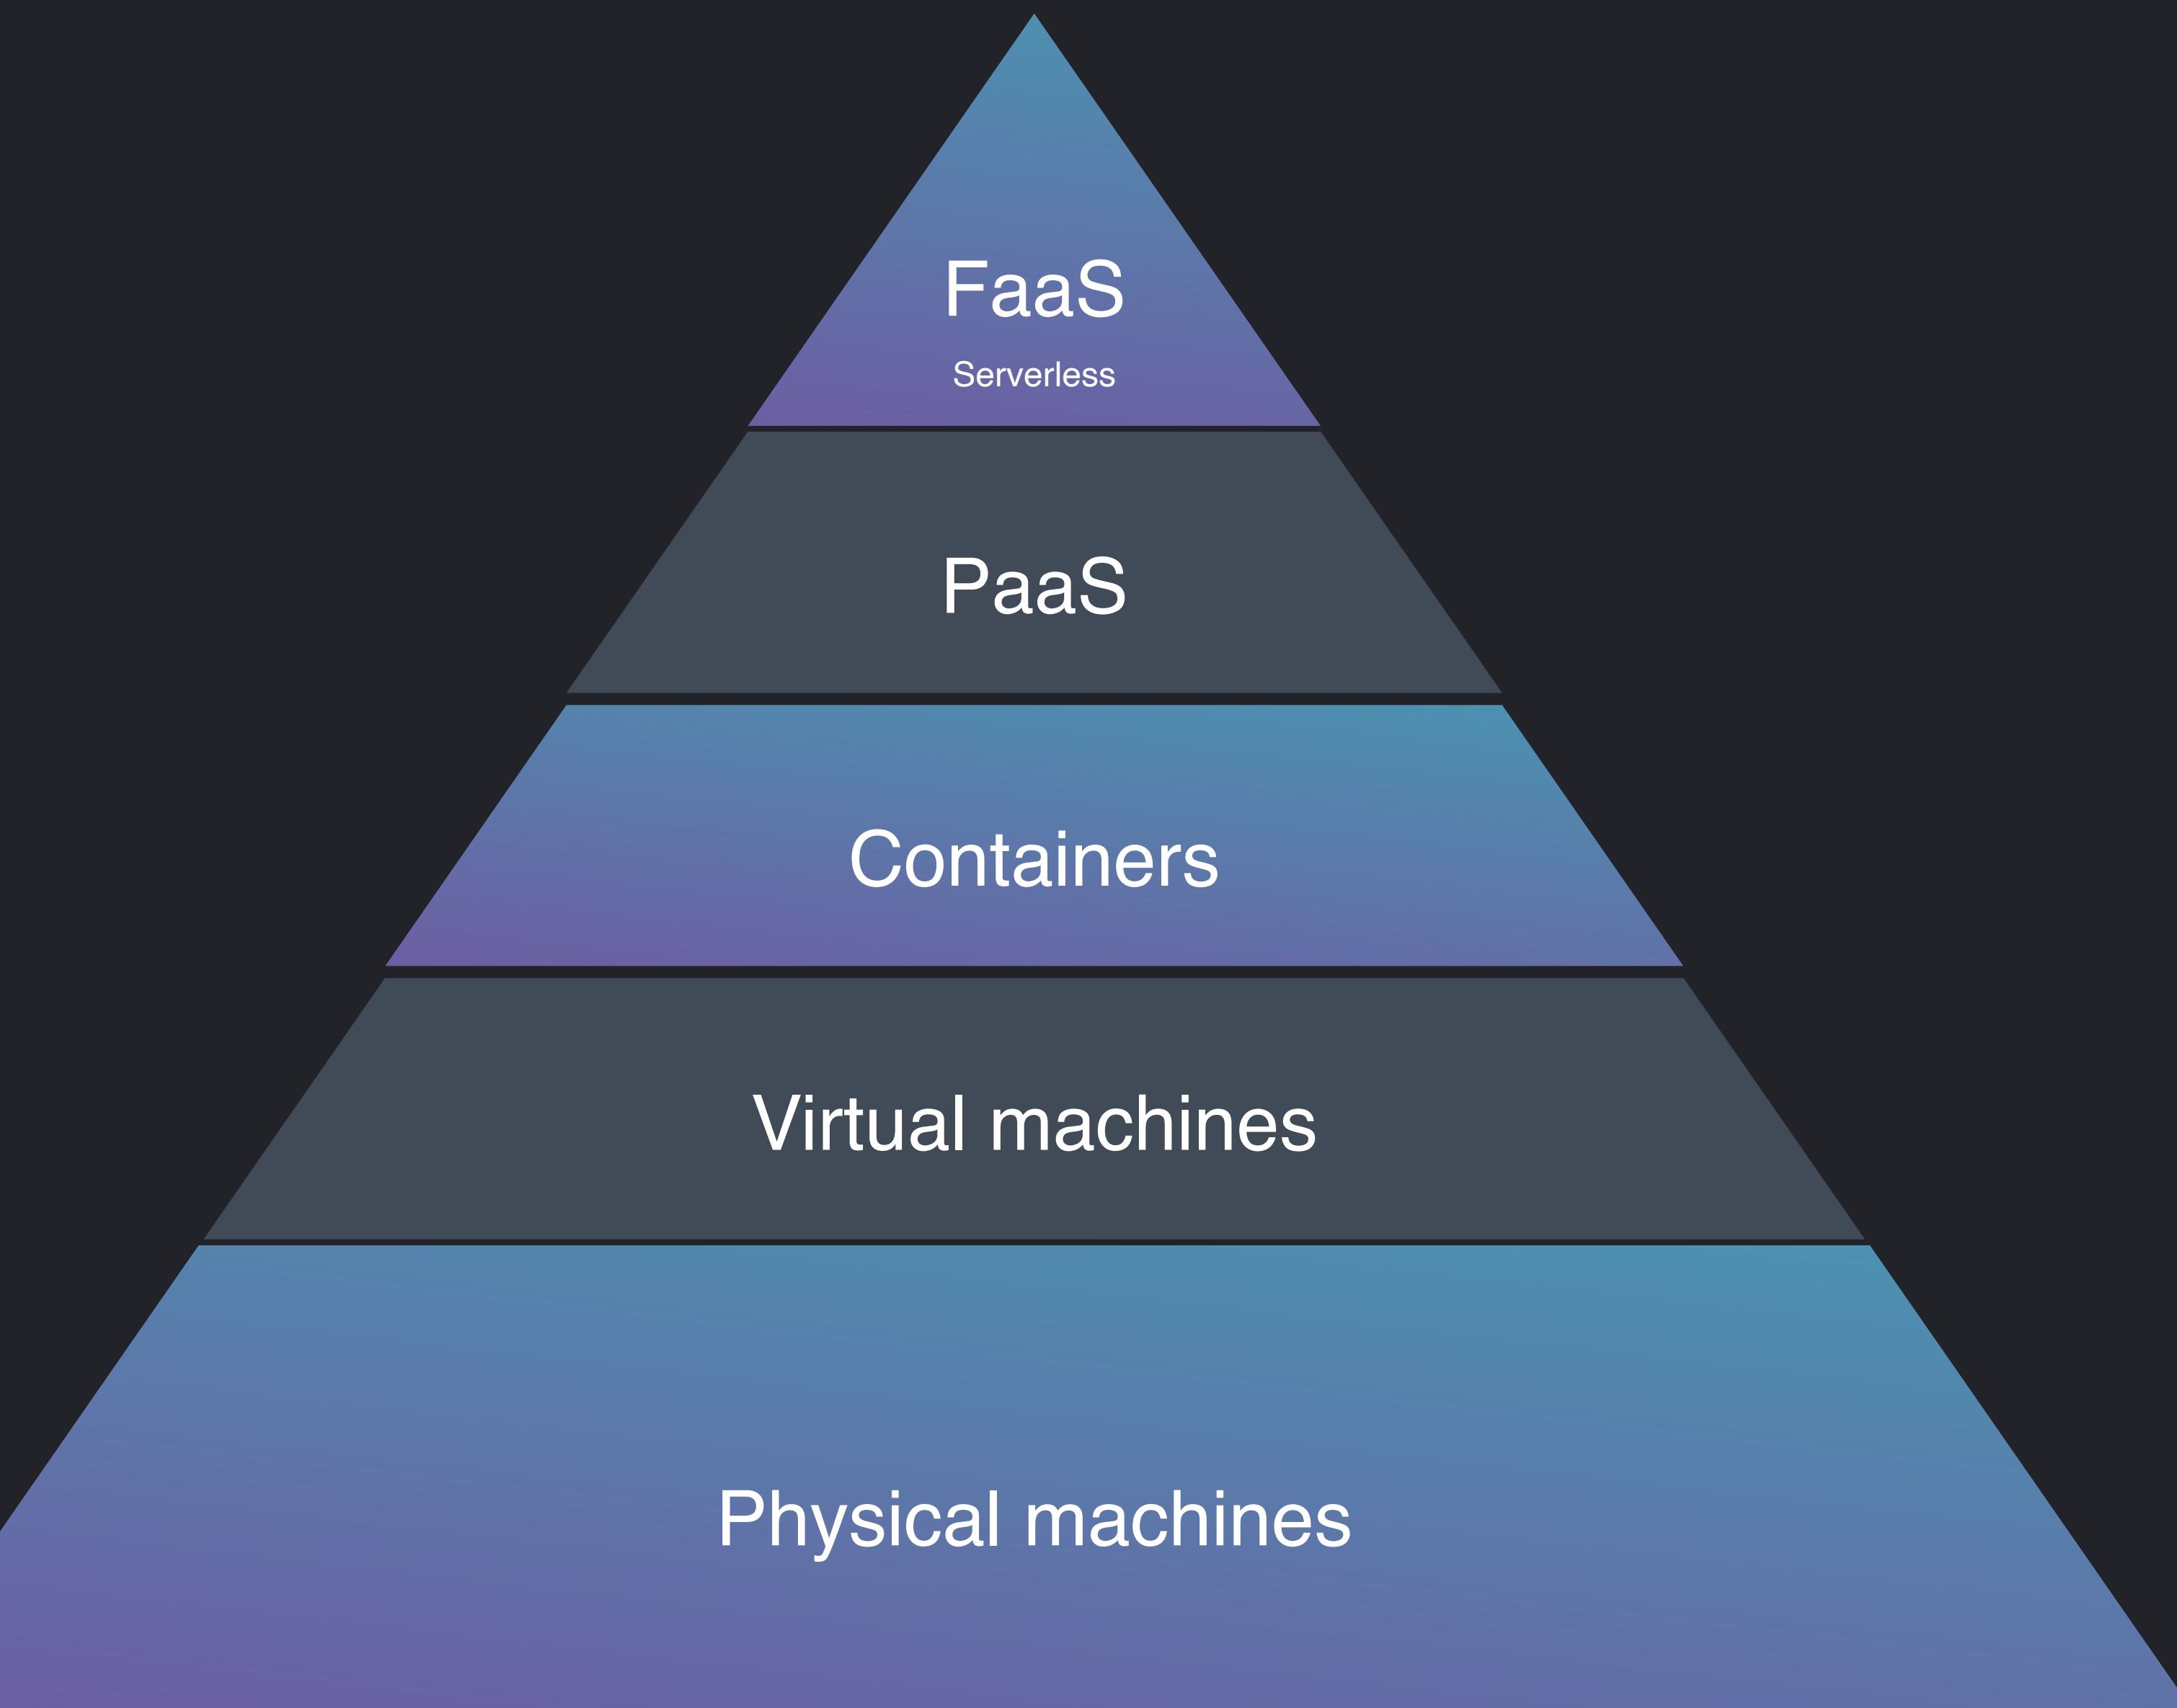 FaaS
Serverless
PaaS
Containers
Virtual machines
Physical machines